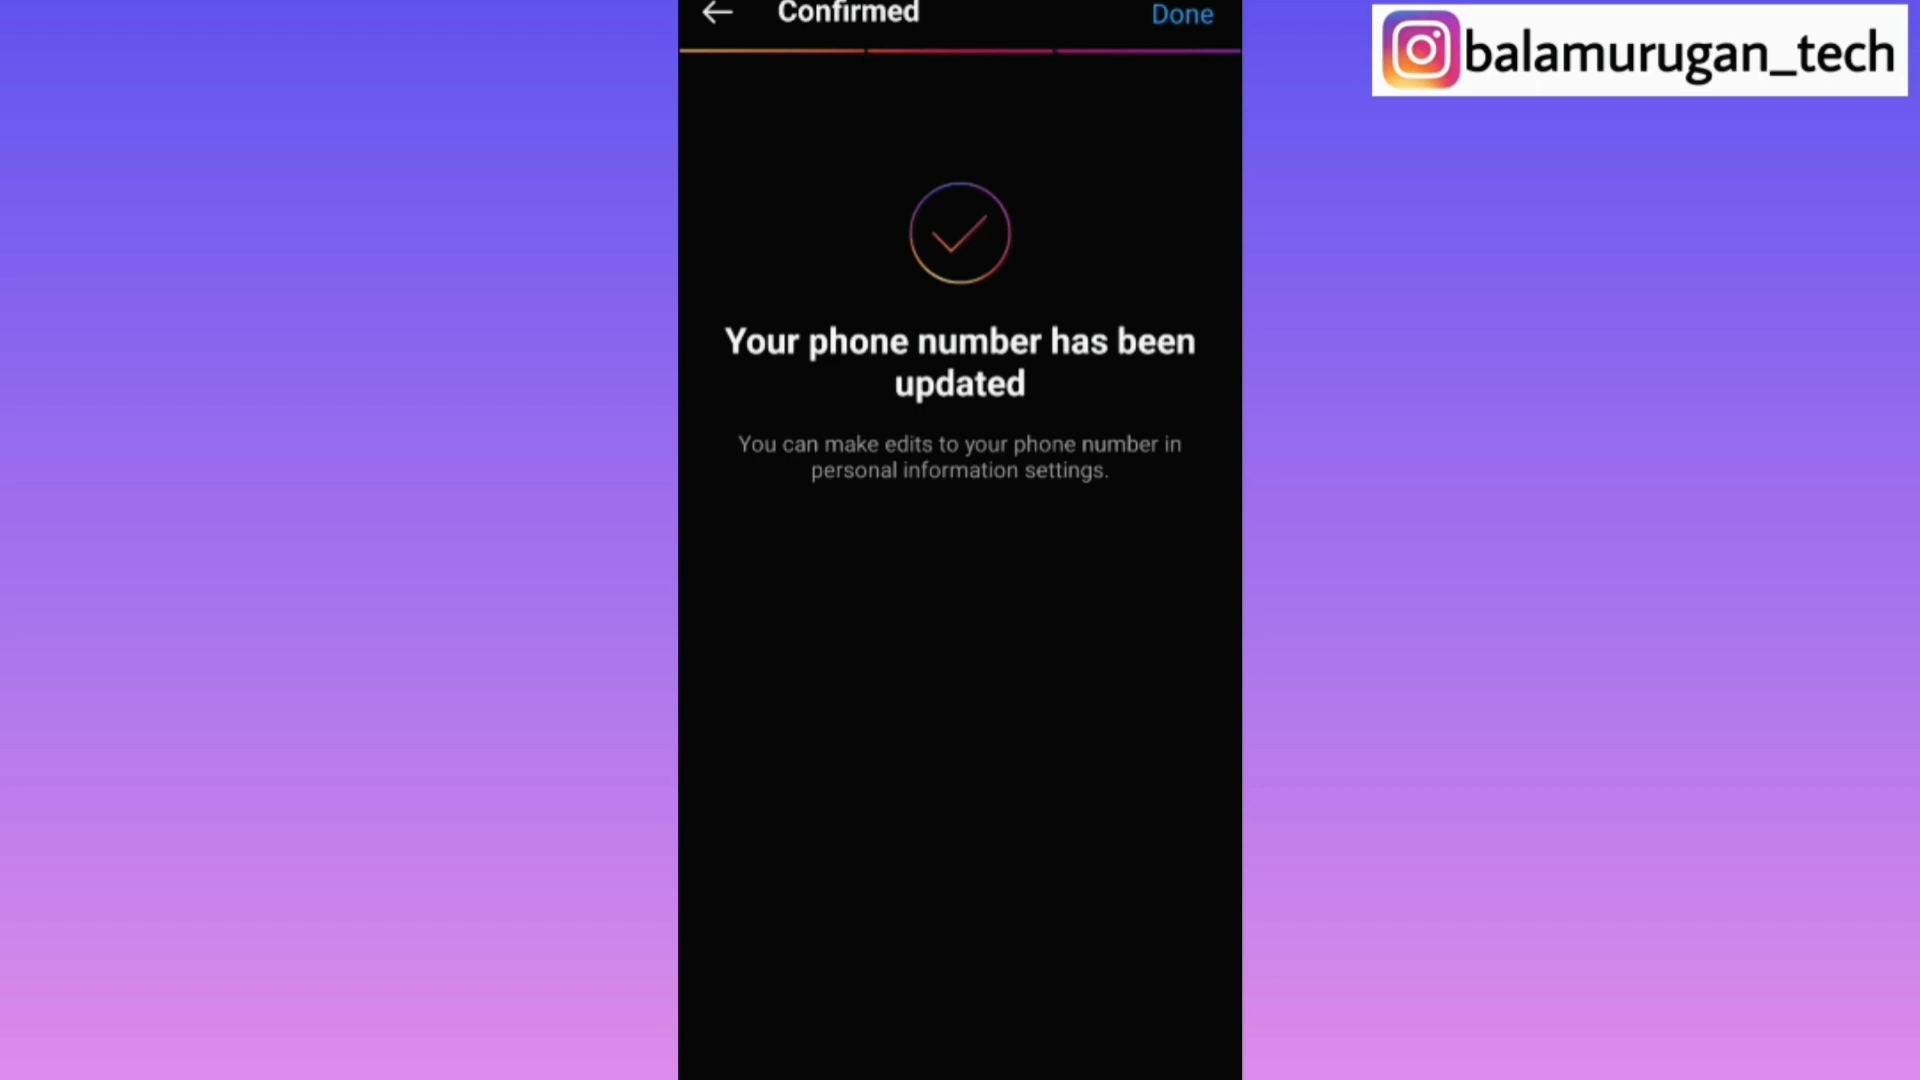 Confirmed
Done
balamurugan_tech
Your phone number has been
updated
You can make edits to your phone number in
personal information settings.